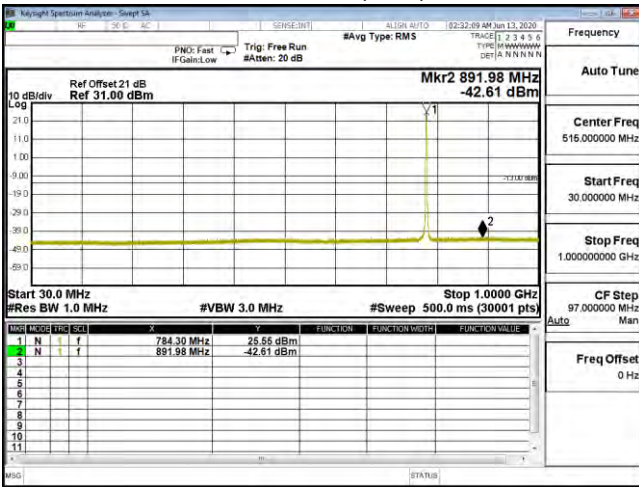 Keysight Spectrum Analyzer - Swept SA
RF 50 Ω AC SENSE:INT ALIGN AUTO 02:32:09 AM Jun 13, 2020
#Avg Type: RMS TRACE 1 2 3 4 5 6
PNO: Fast Trig: Free Run TYPE M W W W W W
IFGain:Low #Atten: 20 dB DET A N N N N N
Mkr2 891.98 MHz
-42.61 dBm
Ref Offset 21 dB
10 dB/div Ref 31.00 dBm
Log
21.0
11.0
1.00
-9.00
-13.00 dBm
-19.0
-29.0
-39.0
-49.0
-59.0
1
2
Start 30.0 MHz Stop 1.0000 GHz
#Res BW 1.0 MHz #VBW 3.0 MHz #Sweep 500.0 ms (30001 pts)
MKR MODE TRC SCL X Y FUNCTION FUNCTION WIDTH FUNCTION VALUE
1 N 1 f 784.30 MHz 25.55 dBm
2 N 1 f 891.98 MHz -42.61 dBm
3
4
5
6
7
8
9
10
11
MSG STATUS
Frequency
Auto Tune
Center Freq
515.000000 MHz
Start Freq
30.000000 MHz
Stop Freq
1.000000000 GHz
CF Step
97.000000 MHz
Auto Man
Freq Offset
0 Hz